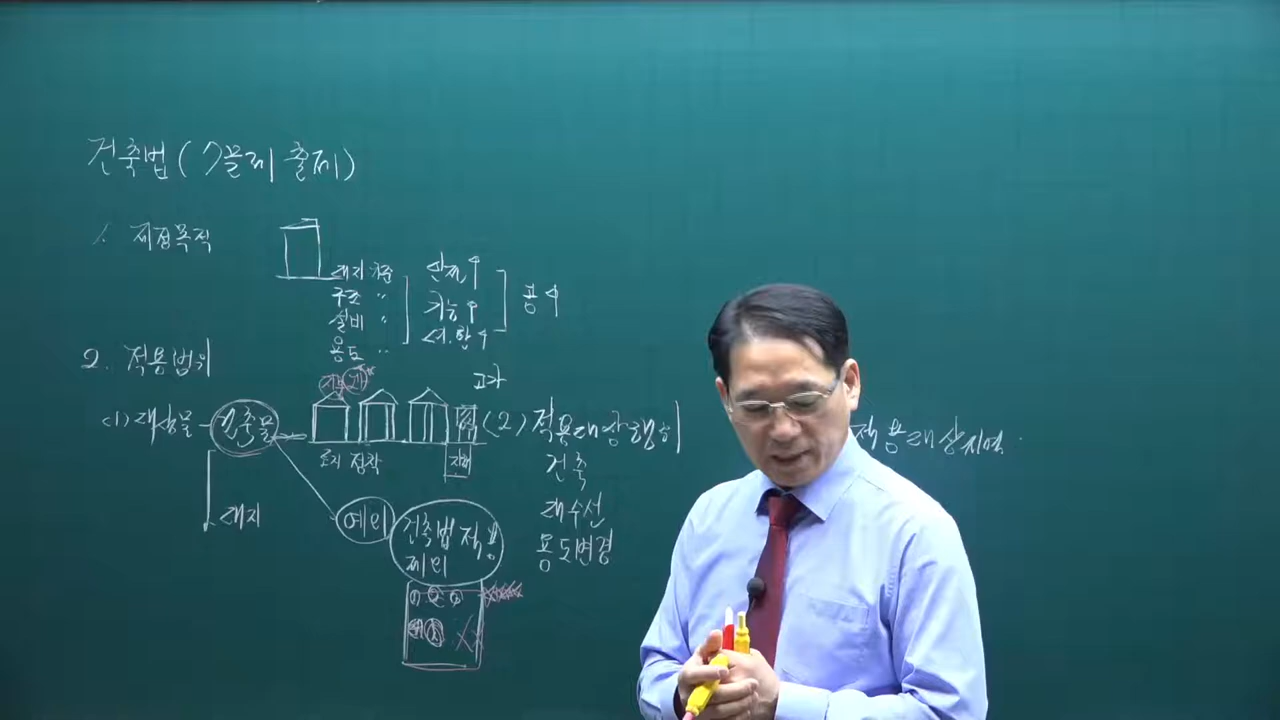 건축법 (7문제 출제)
1. 제정목적
대지 기준
구조 〃
설비 〃
용도 〃
안전↑
기능↑
환↑
공↑
2. 적용범위
(1) 대상물 - 건축물
토지 정착
지하
대지
예외
건축법 적용
제외
(2) 적용대상행위
건축
대수선
용도변경
적용대상지역